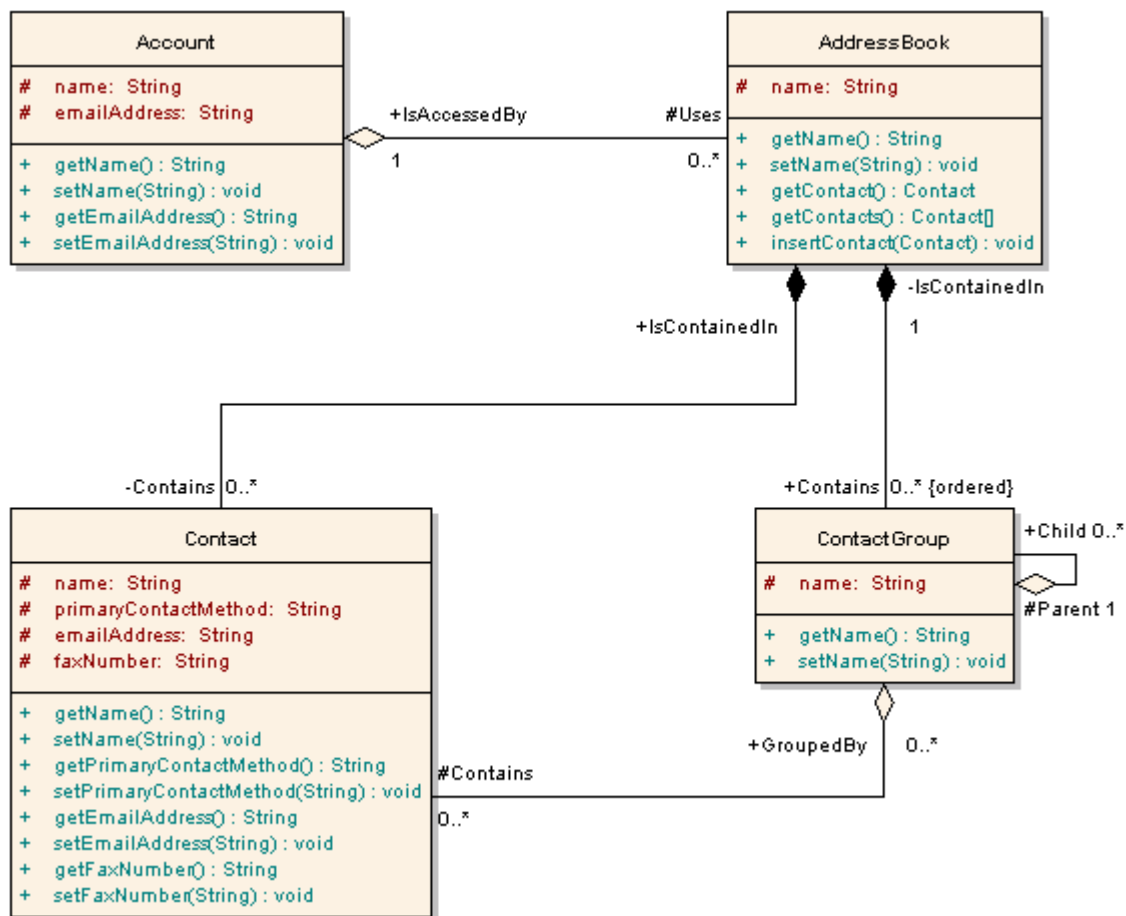 Account
# name: String
# emailAddress: String
+ getName() : String
+ setName(String) : void
+ getEmailAddress() : String
+ setEmailAddress(String) : void
+IsAccessedBy
1
#Uses
0..*
AddressBook
# name: String
+ getName() : String
+ setName(String) : void
+ getContact() : Contact
+ getContacts() : Contact[]
+ insertContact(Contact) : void
+IsContainedIn
-IsContainedIn
1
-Contains 0..*
+Contains 0..* {ordered}
Contact
# name: String
# primaryContactMethod: String
# emailAddress: String
# faxNumber: String
+ getName() : String
+ setName(String) : void
+ getPrimaryContactMethod() : String
+ setPrimaryContactMethod(String) : void
+ getEmailAddress() : String
+ setEmailAddress(String) : void
+ getFaxNumber() : String
+ setFaxNumber(String) : void
ContactGroup
# name: String
+ getName() : String
+ setName(String) : void
+Child 0..*
#Parent 1
+GroupedBy 0..*
#Contains
0..*